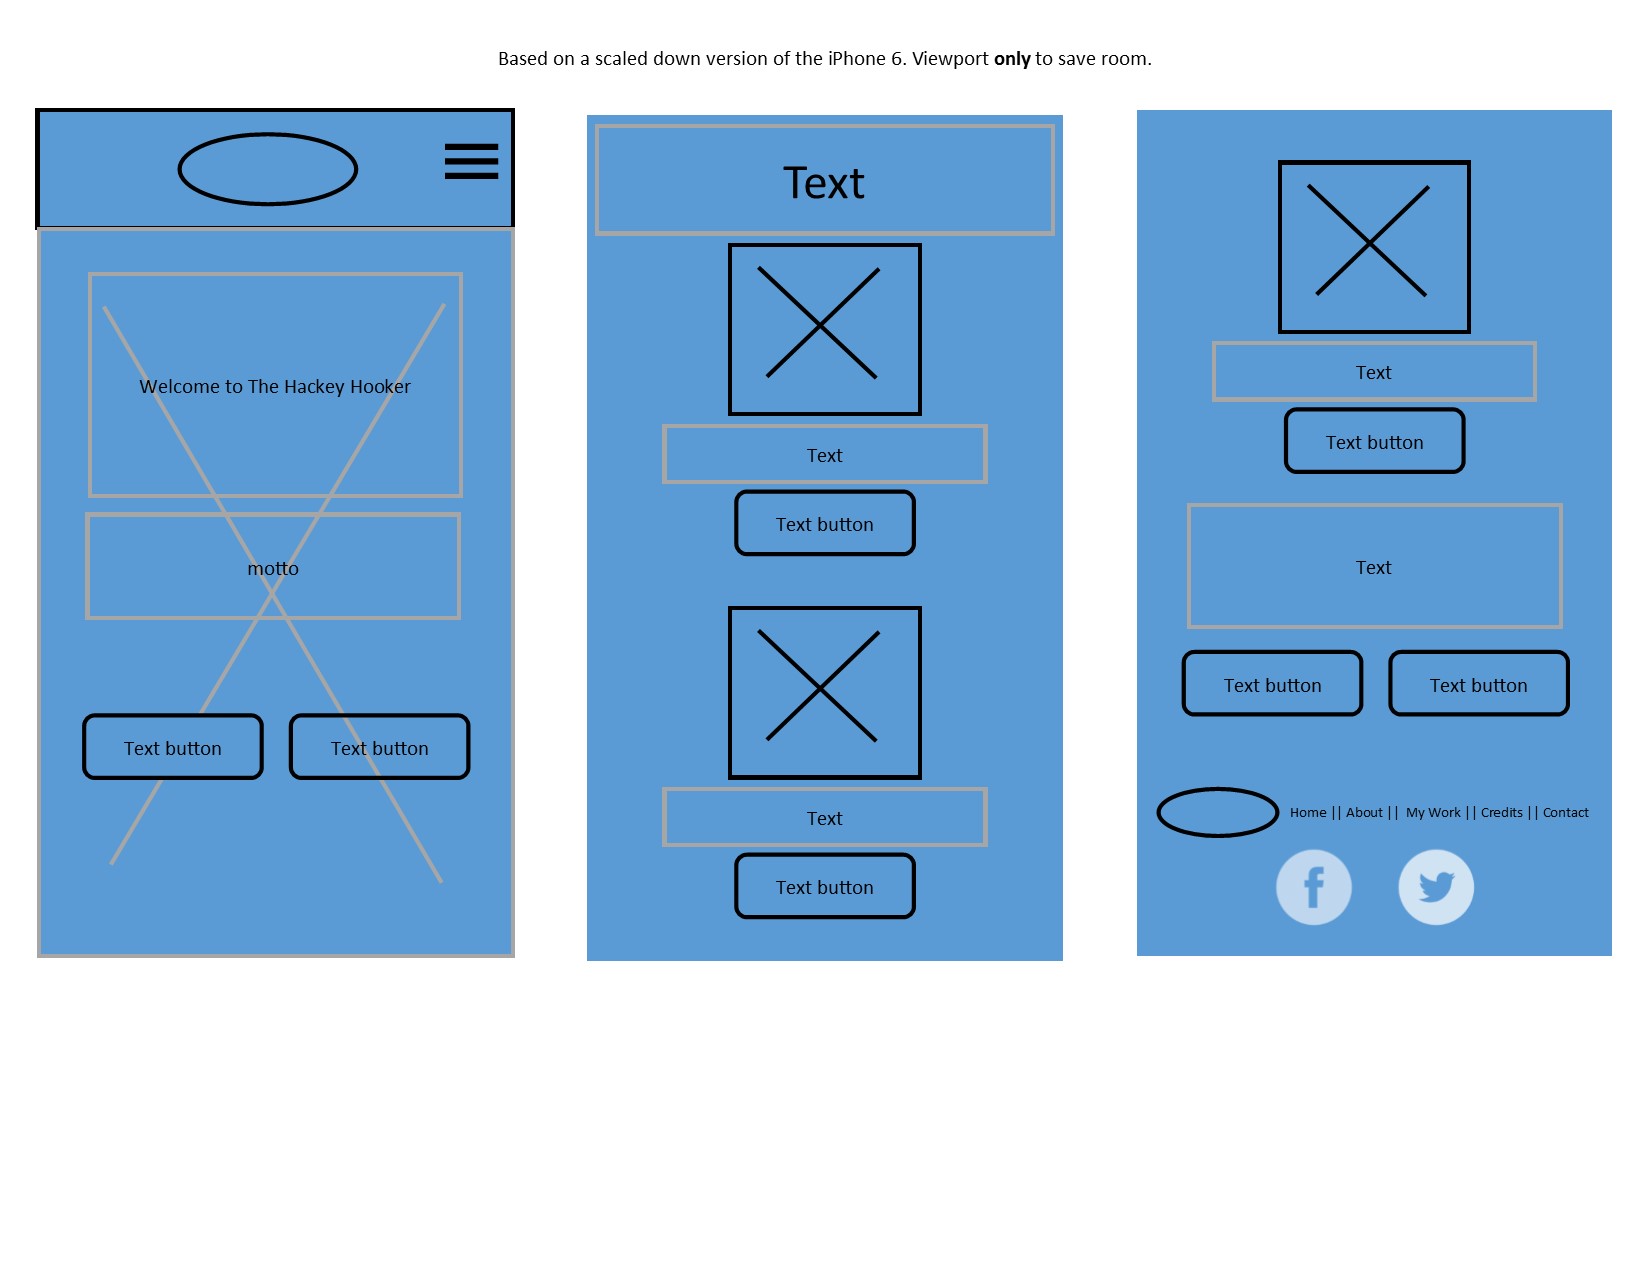 Based on a scaled down version of the iPhone 6. Viewport only to save room.
Welcome to The Hackey Hooker
motto
Text button
Text button
Text
Text
Text button
Text
Text button
Text
Text button
Text
Text button
Text button
Home || About || My Work || Credits || Contact